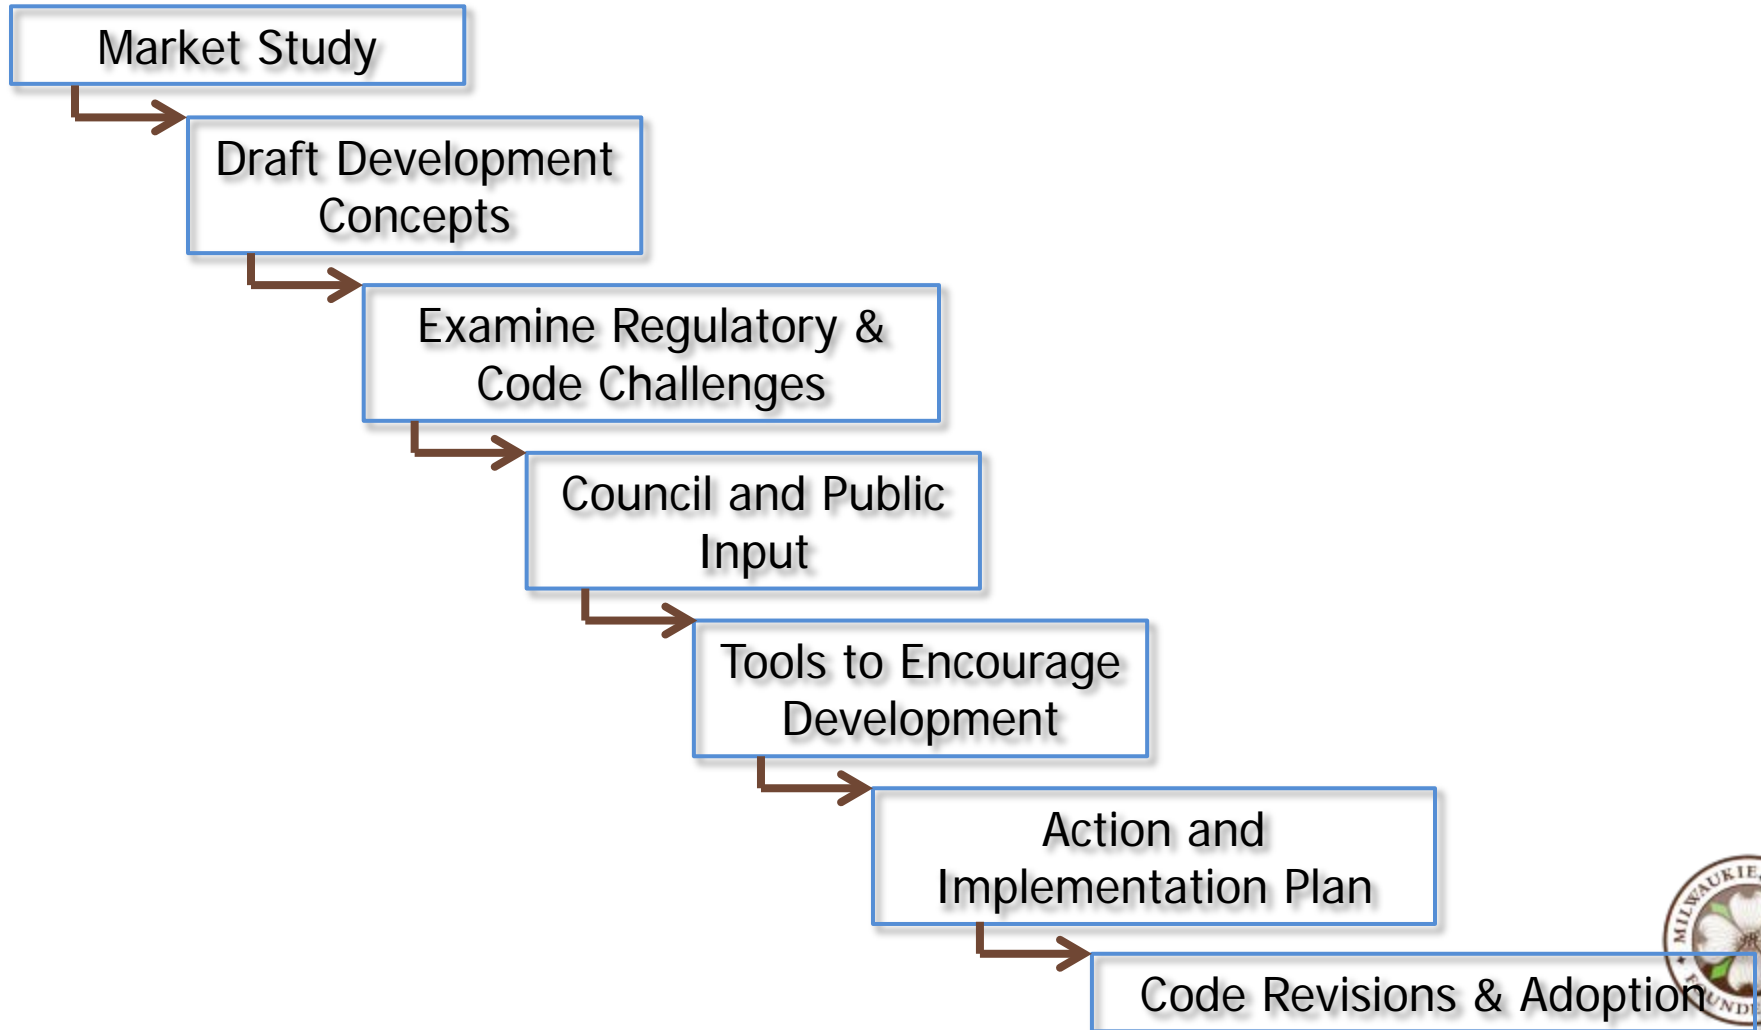 Market Study
Draft Development
Concepts
Examine Regulatory &
Code Challenges
Council and Public
Input
Tools to Encourage
Development
Action and
Implementation Plan
Code Revisions & Adoption